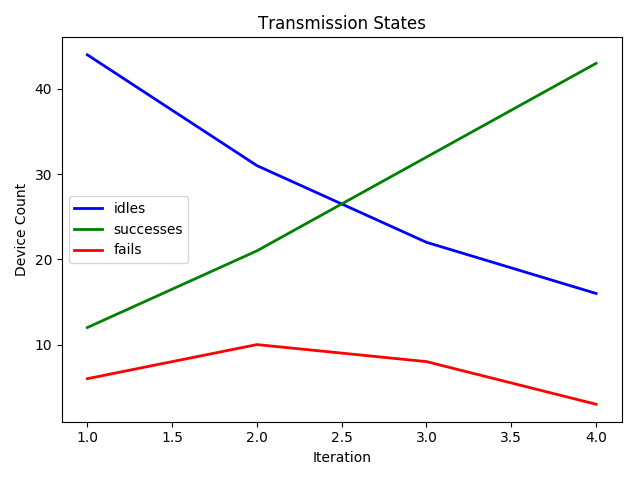 Transmission States
Device Count
40
30
20
10
idles
successes
fails
1.0 1.5 2.0 2.5 3.0 3.5 4.0
Iteration